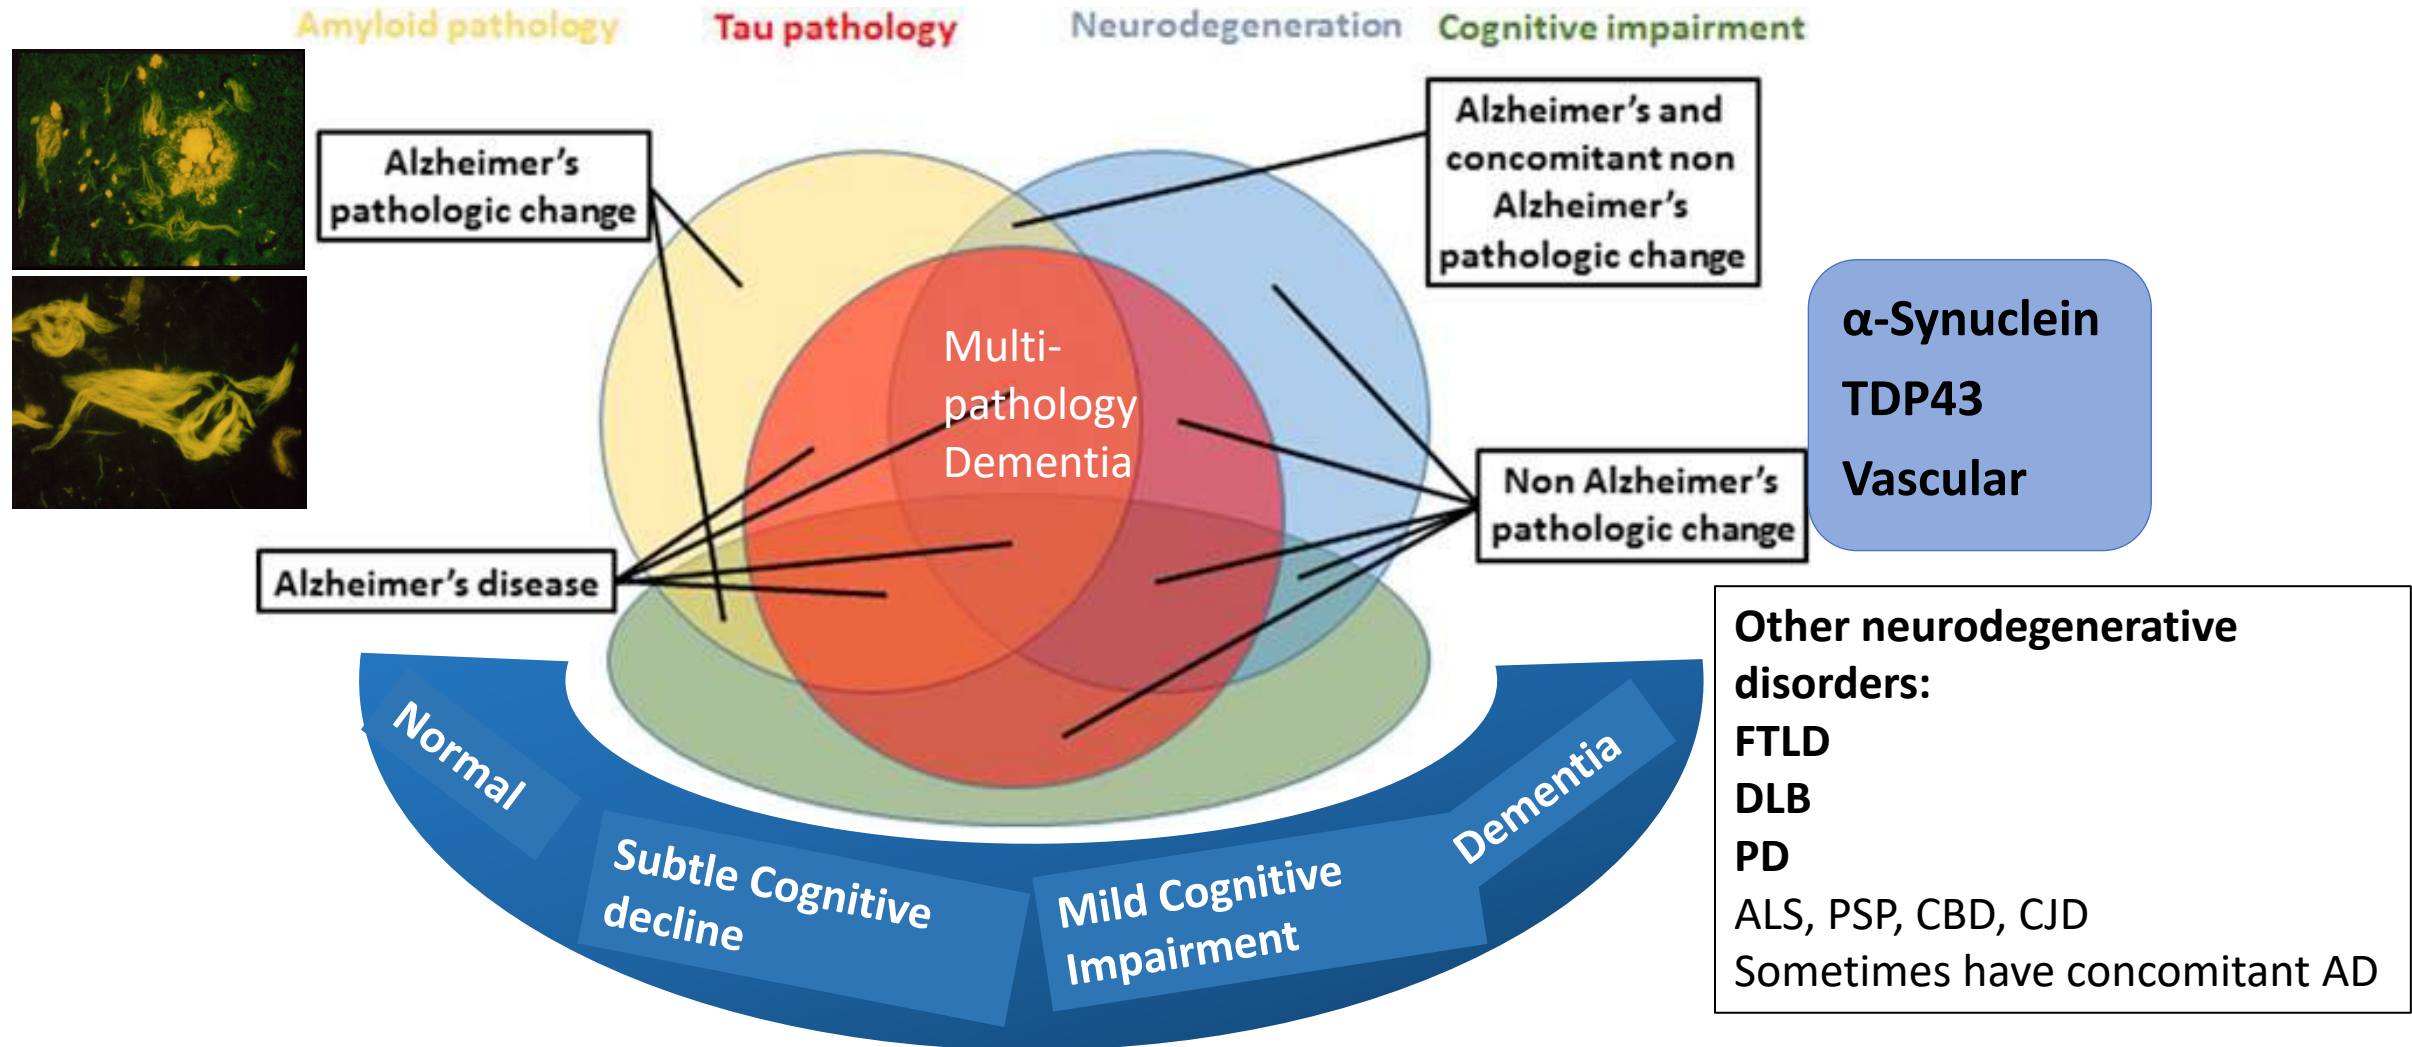 Amyloid pathology
Tau pathology
Neurodegeneration
Cognitive impairment
Alzheimer's
pathologic change
Alzheimer's and
concomitant non
Alzheimer's
pathologic change
Multi-
pathology
Dementia
α-Synuclein
TDP43
Vascular
Non Alzheimer's
pathologic change
Alzheimer's disease
Normal
Subtle Cognitive
decline
Mild Cognitive
Impairment
Dementia
Other neurodegenerative
disorders:
FTLD
DLB
PD
ALS, PSP, CBD, CJD
Sometimes have concomitant AD